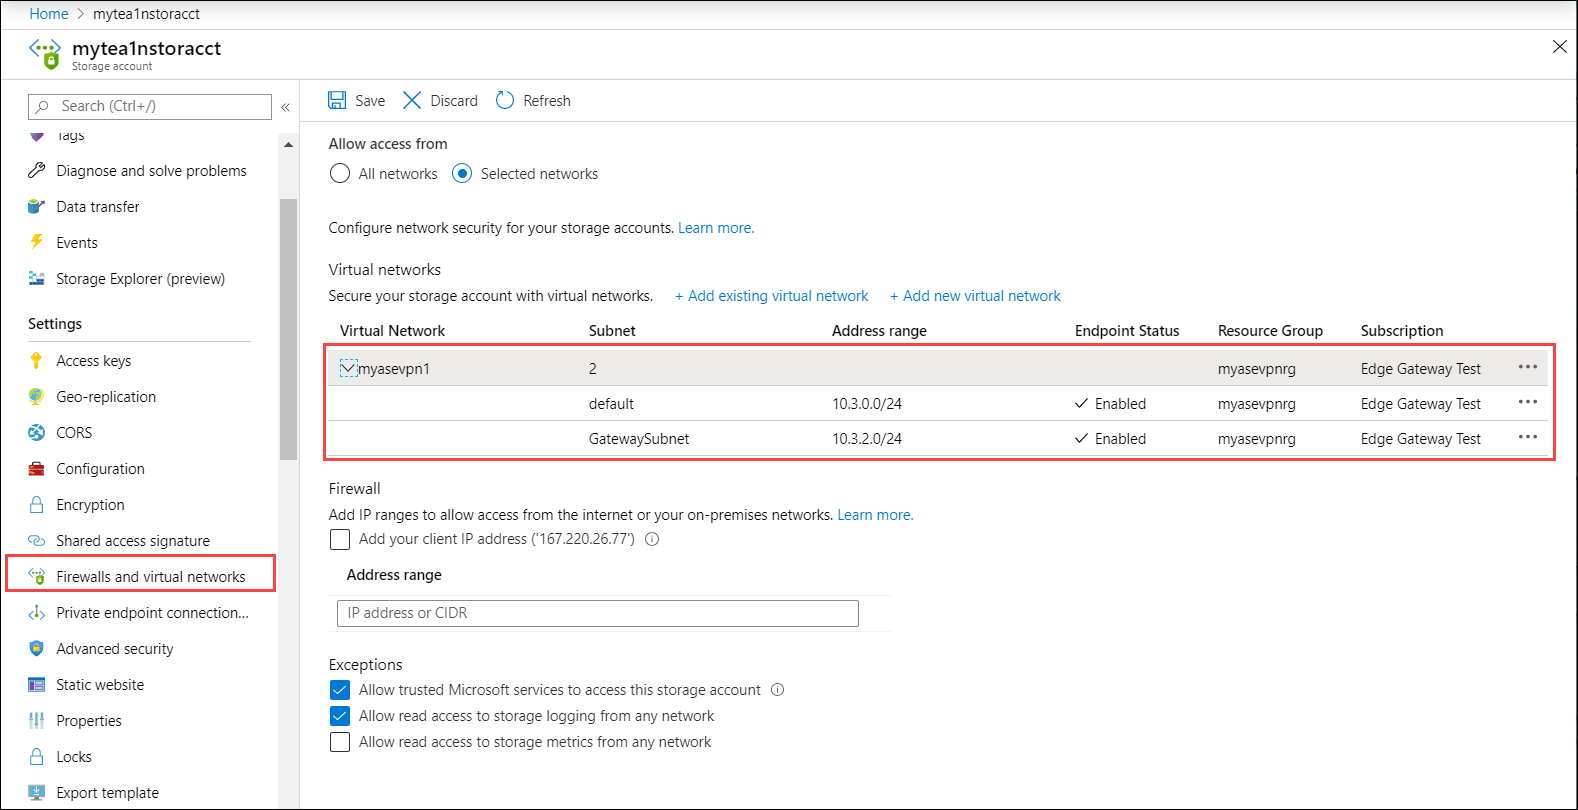 Home > mytea1nstoracct
mytea1nstoracct
Storage account
Search (Ctrl+/)
«
Tags
Diagnose and solve problems
Data transfer
Events
Storage Explorer (preview)
Settings
Access keys
Geo-replication
CORS
Configuration
Encryption
Shared access signature
Firewalls and virtual networks
Private endpoint connection...
Advanced security
Static website
Properties
Locks
Export template
Save Discard Refresh
Allow access from
All networks Selected networks
Configure network security for your storage accounts. Learn more.
Virtual networks
Secure your storage account with virtual networks. + Add existing virtual network + Add new virtual network
Virtual Network Subnet Address range Endpoint Status Resource Group Subscription
myasevpn1 2 myasevpnrg Edge Gateway Test ...
default 10.3.0.0/24 Enabled myasevpnrg Edge Gateway Test ...
GatewaySubnet 10.3.2.0/24 Enabled myasevpnrg Edge Gateway Test ...
Firewall
Add IP ranges to allow access from the internet or your on-premises networks. Learn more.
Add your client IP address ('167.220.26.77')
Address range
IP address or CIDR
Exceptions
Allow trusted Microsoft services to access this storage account
Allow read access to storage logging from any network
Allow read access to storage metrics from any network